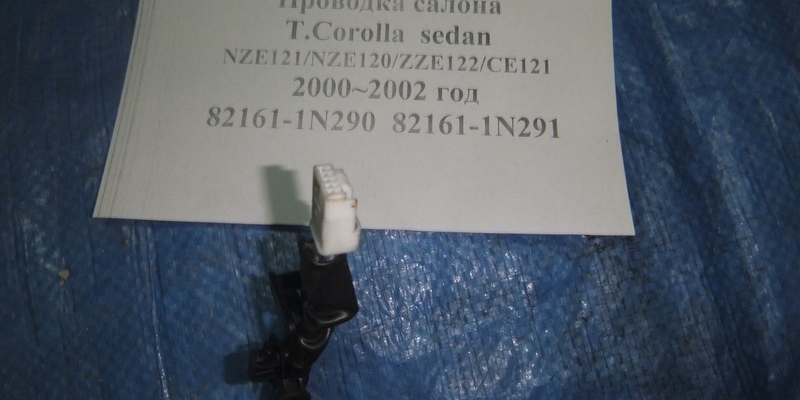 Проводка салона
T.Corolla sedan
NZE121/NZE120/ZZE122/CE121
2000~2002 год
82161-1N290 82161-1N291